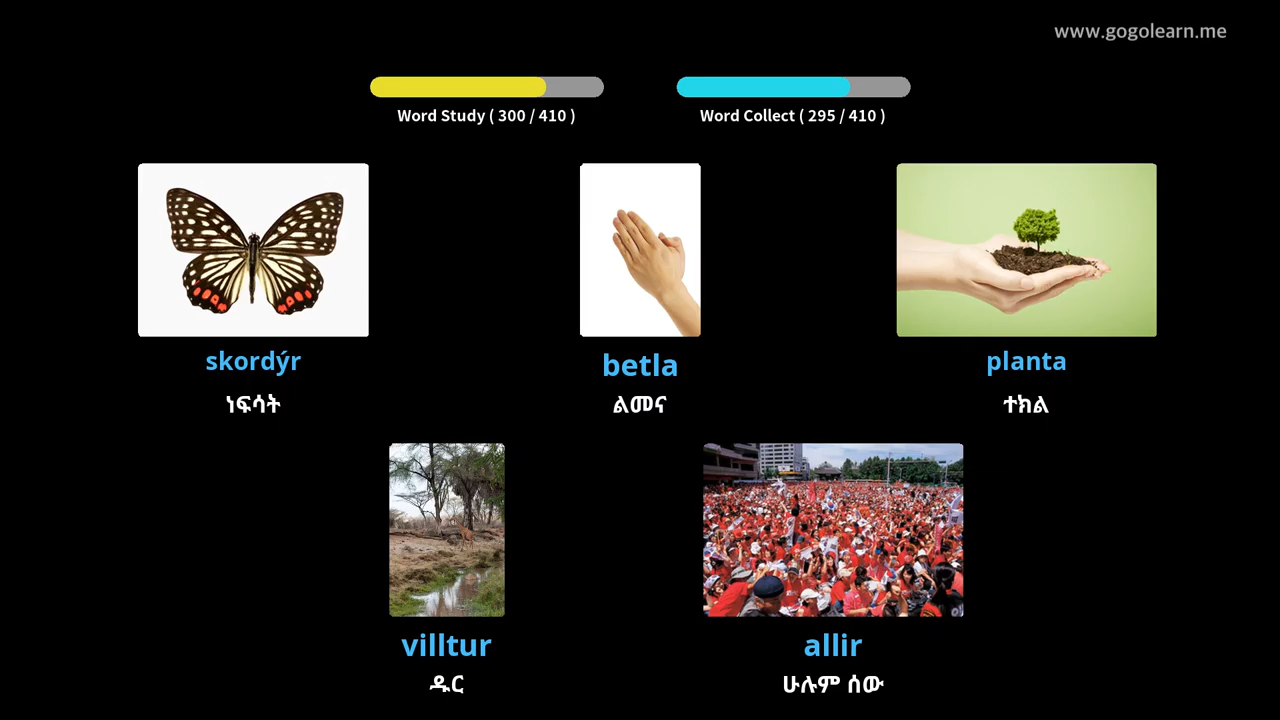 www.gogolearn.me
Word Study ( 300 / 410 )
Word Collect ( 295 / 410 )
skordýr
ነፍሳት
betla
ልመና
planta
ተክል
villtur
ዱር
allir
ሁሉም ሰው